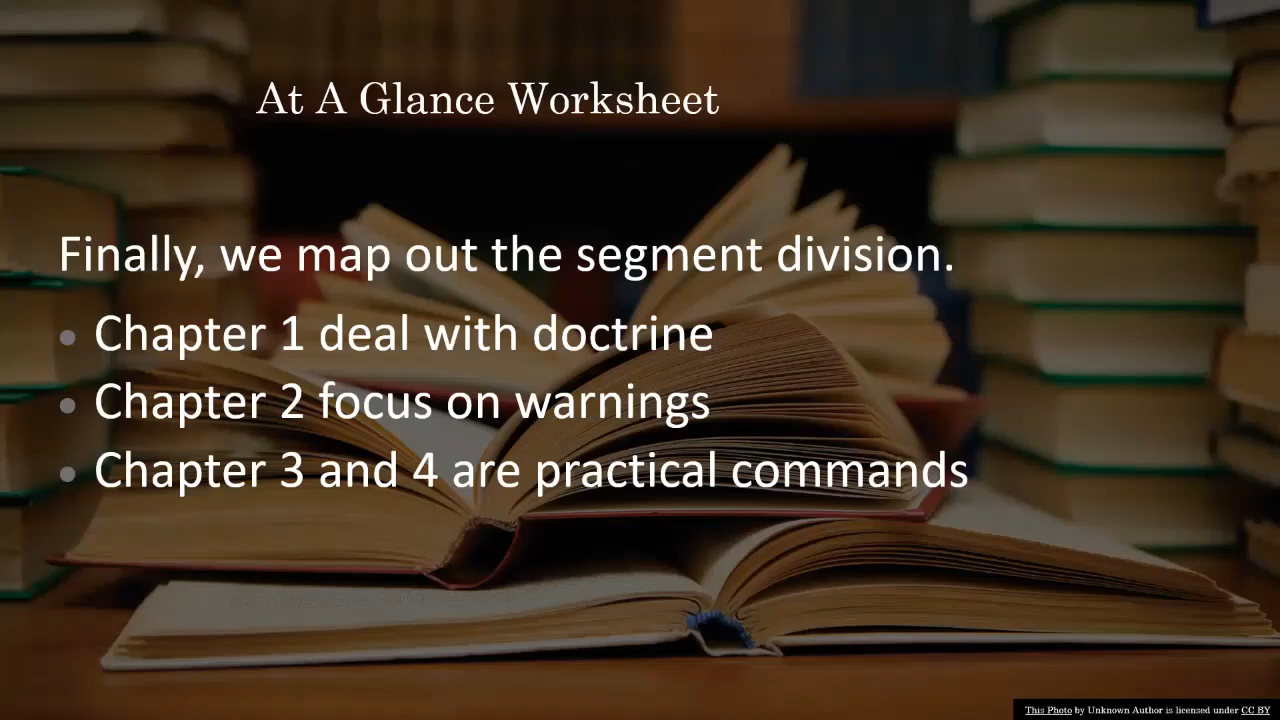 At A Glance Worksheet
Finally, we map out the segment division.
• Chapter 1 deal with doctrine
• Chapter 2 focus on warnings
• Chapter 3 and 4 are practical commands
This Photo by Unknown Author is licensed under CC BY